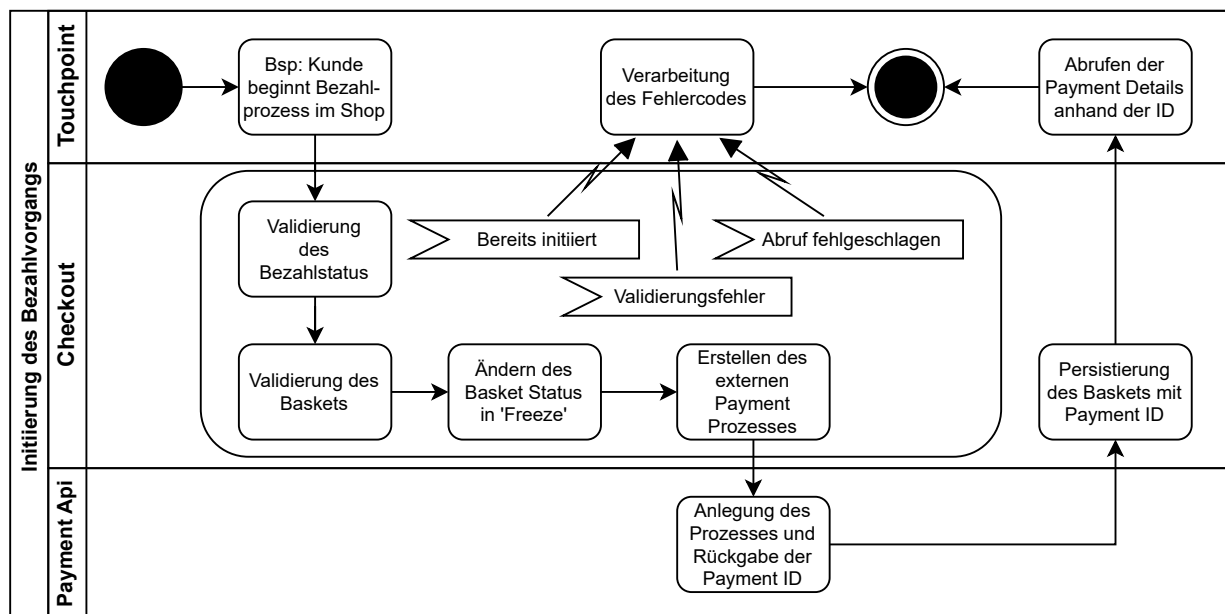 Initiierung des Bezahlvorgangs
Touchpoint
Bsp: Kunde
beginnt Bezahl-
prozess im Shop
Verarbeitung
des Fehlercodes
Abrufen der
Payment Details
anhand der ID
Checkout
Validierung
des
Bezahlstatus
Bereits initiiert
Abruf fehlgeschlagen
Validierungsfehler
Validierung des
Baskets
Ändern des
Basket Status
in 'Freeze'
Erstellen des
externen
Payment
Prozesses
Persistierung
des Baskets mit
Payment ID
Payment Api
Anlegung des
Prozesses und
Rückgabe der
Payment ID